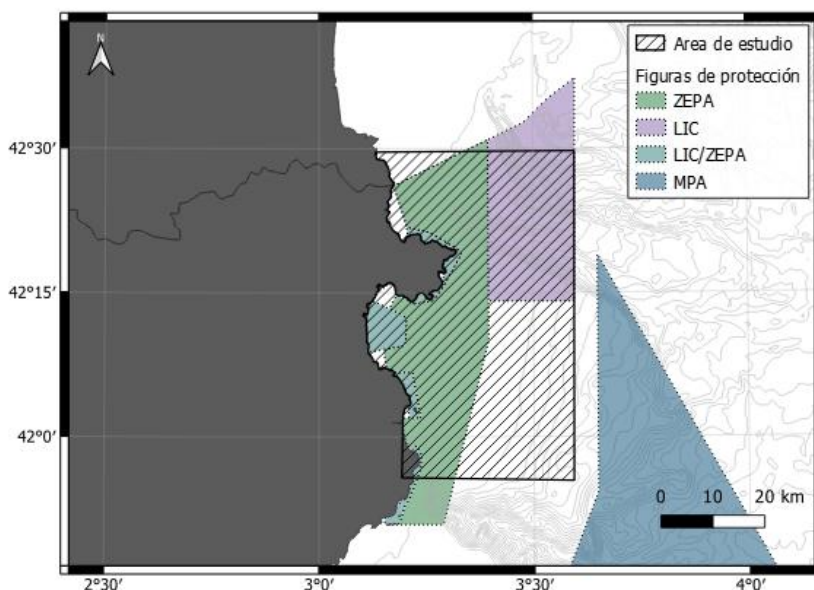 N
Area de estudio
Figuras de protección
ZEPA
LIC
LIC/ZEPA
MPA
42°30'
42°15'
42°0'
0 10 20 km
2°30' 3°0' 3°30' 4°0'